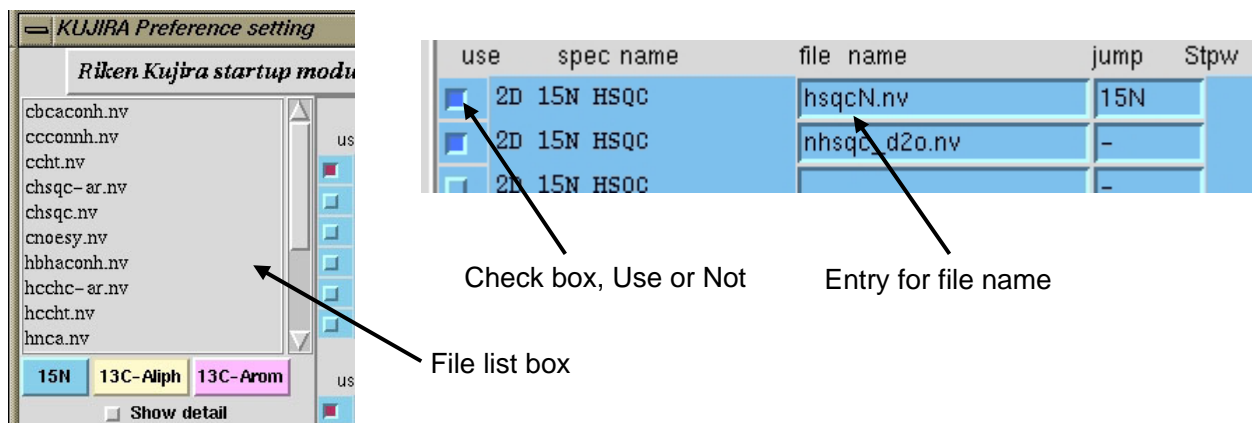 KUJIRA Preference setting
Riken Kujira startup modu
cbcaconh.nv
ccconnh.nv
ccht.nv
chsqc-ar.nv
chsqc.nv
cnoesy.nv
hbhaconh.nv
hcchc-ar.nv
hccht.nv
hnca.nv
us
15N 13C-Aliph 13C-Arom
us
Show detail
use spec name file name jump Stpw
2D 15N HSQC hsqcN.nv 15N
2D 15N HSQC nhsqc_d2o.nv -
2D 15N HSQC -
Check box, Use or Not
Entry for file name
File list box